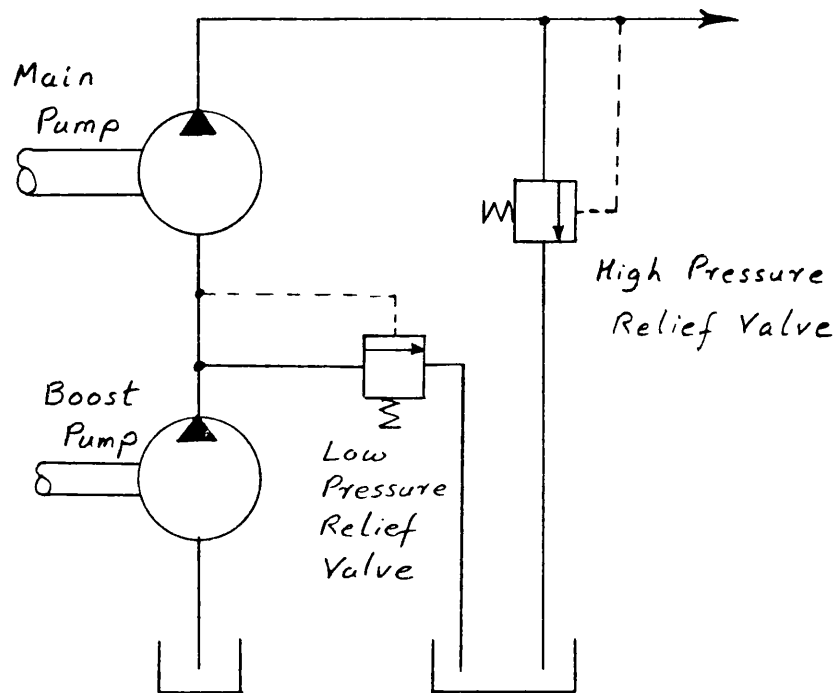 Main
Pump
High Pressure
Relief Valve
Boost
Pump
Low
Pressure
Relief
Valve